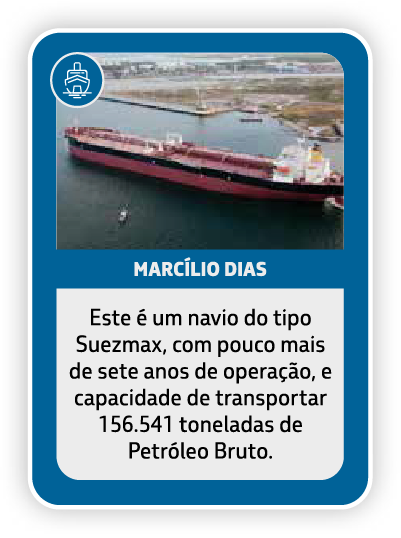 MARCÍLIO DIAS
Este é um navio do tipo
Suezmax, com pouco mais
de sete anos de operação, e
capacidade de transportar
156.541 toneladas de
Petróleo Bruto.